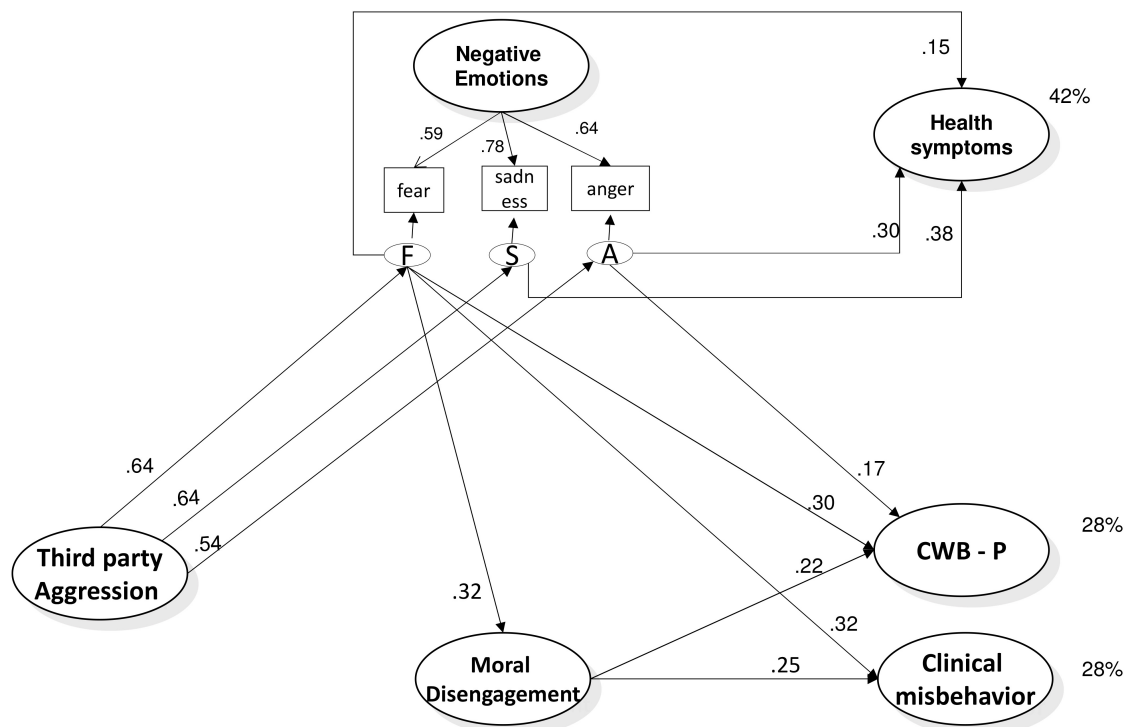 .15
Negative
Emotions
42%
Health
symptoms
.59
.78
.64
fear
sadn
ess
anger
F
S
A
.30
.38
.64
.64
.54
.17
.30
Third party
Aggression
CWB - P
28%
.22
.32
.32
Moral
Disengagement
.25
Clinical
misbehavior
28%